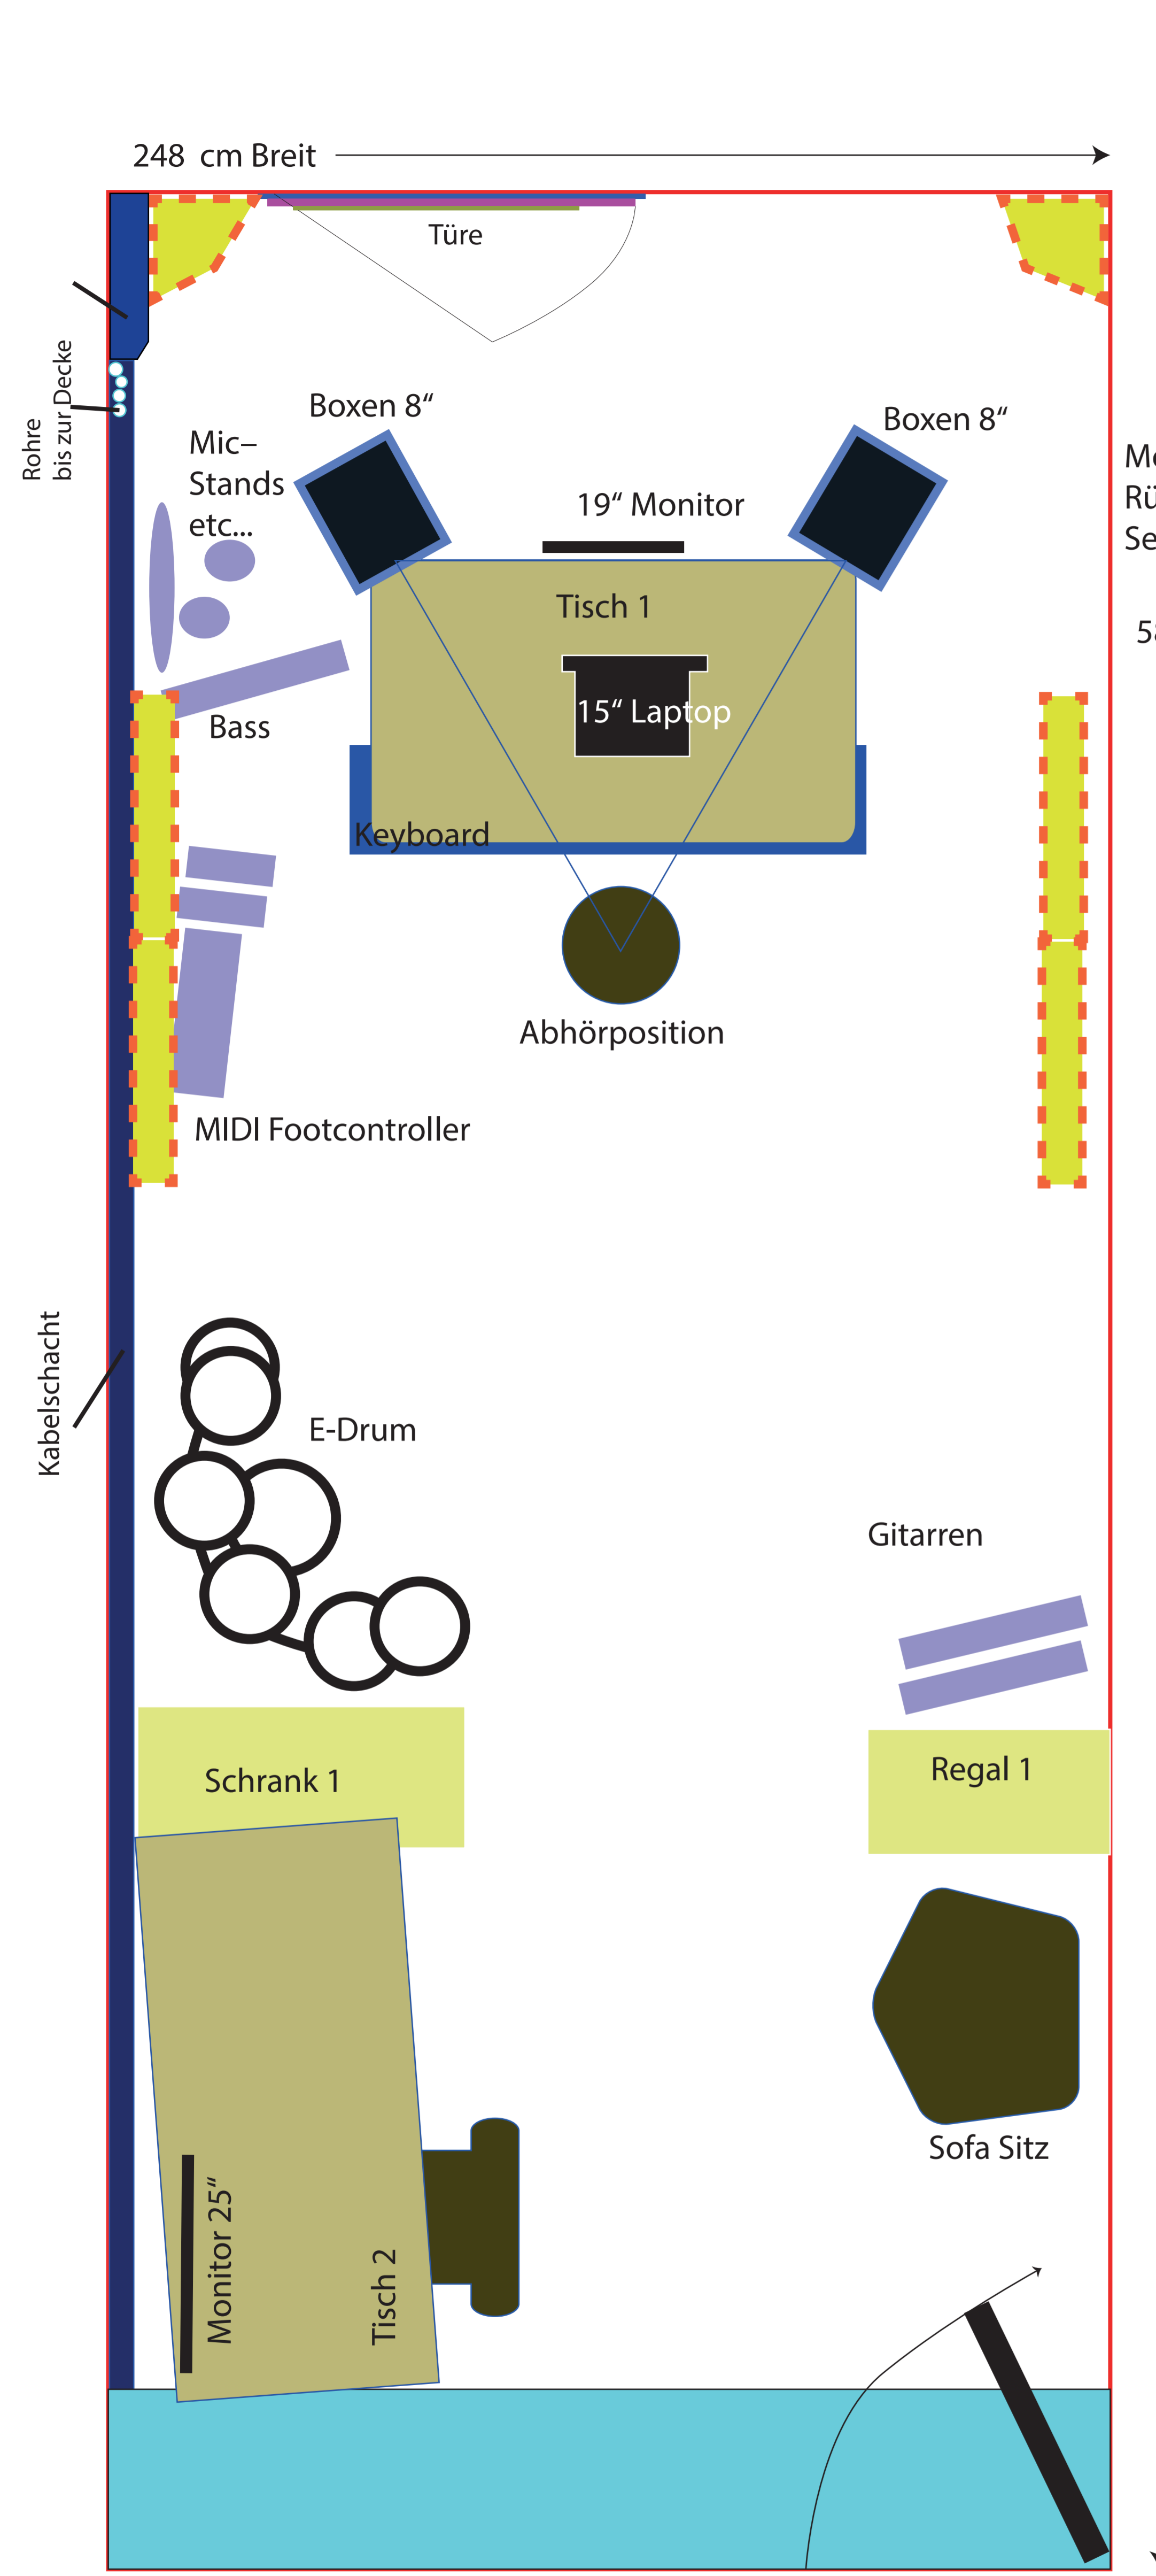 248 cm Breit
Türe
Rohre
bis zur Decke
Boxen 8“
Boxen 8“
Mic–
Stands
etc...
19“ Monitor
Tisch 1
15“ Laptop
Bass
Keyboard
Abhörposition
MIDI Footcontroller
Kabelschacht
E-Drum
Gitarren
Schrank 1
Regal 1
Sofa Sitz
Monitor 25“
Tisch 2